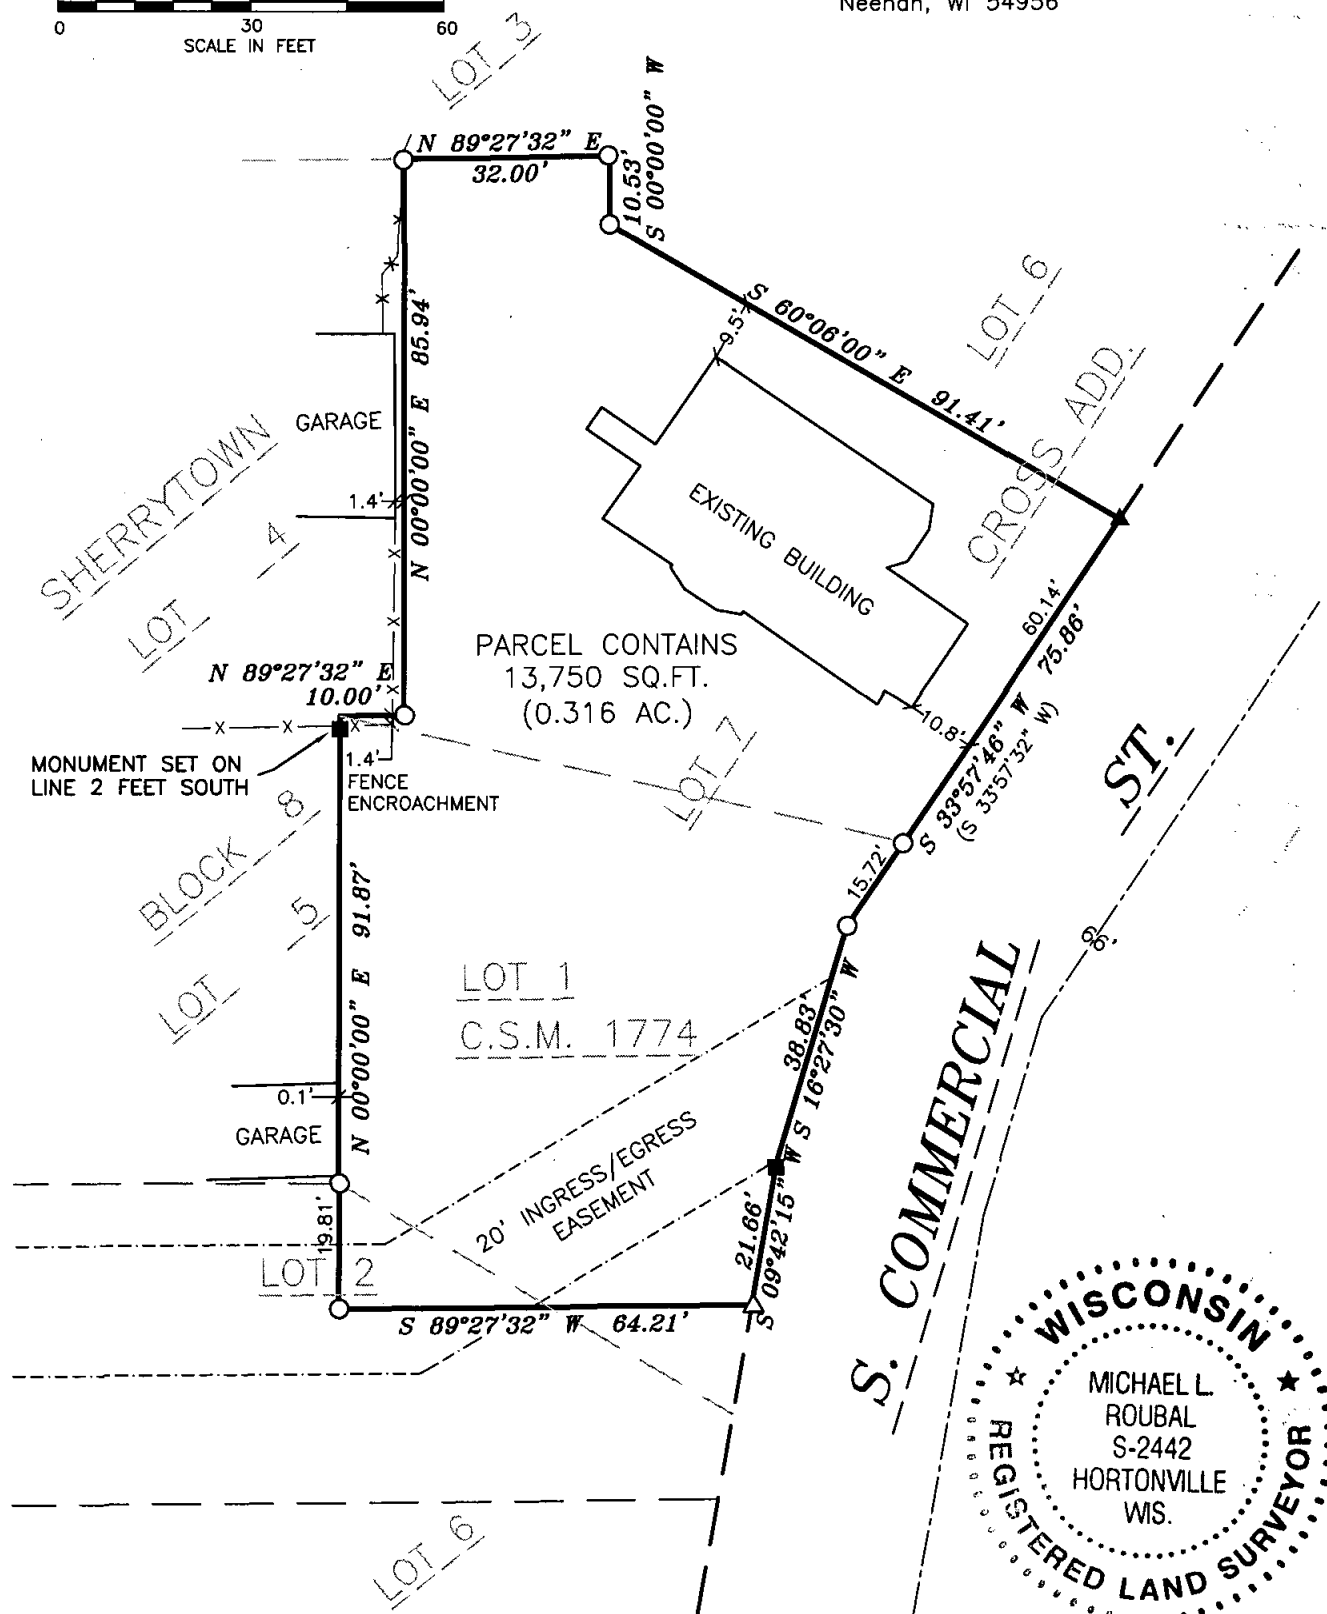 Neenah, WI 54956
0 30 60
SCALE IN FEET
LOT 3
N 89°27'32" E
32.00'
10.53'
S 00°00'00" W
S 60°06'00" E 91.41'
9.5'
LOT 6
CROSS ADD.
GARAGE
N 00°00'00" E 85.94'
1.4'
SHERRYTOWN
LOT 4
EXISTING BUILDING
60.14'
S 33°57'46" W 75.86'
(S 33°57'32" W)
10.8'
N 89°27'32" E
10.00'
PARCEL CONTAINS
13,750 SQ.FT.
(0.316 AC.)
MONUMENT SET ON
LINE 2 FEET SOUTH
1.4'
FENCE
ENCROACHMENT
LOT 7
15.72'
BLOCK 8
LOT 5
N 00°00'00" E 91.87'
LOT 1
C.S.M. 1774
38.83'
S 16°27'30" W
66'
S. COMMERCIAL ST.
0.1'
GARAGE
20' INGRESS/EGRESS
EASEMENT
19.81'
LOT 2
21.66'
S 09°42'15" W
S 89°27'32" W 64.21'
LOT 6
WISCONSIN
MICHAEL L.
ROUBAL
S-2442
HORTONVILLE
WIS.
REGISTERED LAND SURVEYOR